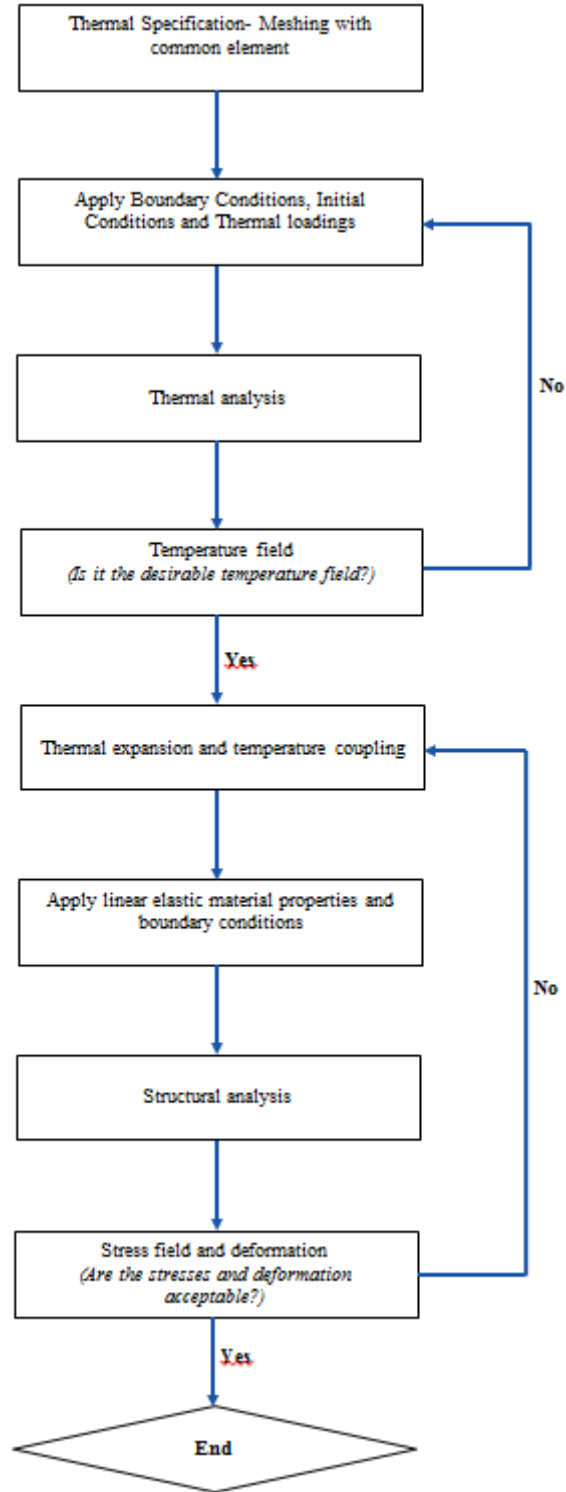 Thermal Specification- Meshing with
common element
Apply Boundary Conditions, Initial
Conditions and Thermal loadings
Thermal analysis
No
Temperature field
(Is it the desirable temperature field?)
Yes
Thermal expansion and temperature coupling
Apply linear elastic material properties and
boundary conditions
No
Structural analysis
Stress field and deformation
(Are the stresses and deformation
acceptable?)
Yes
End